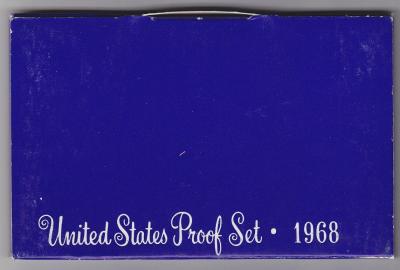 United States Proof Set • 1968